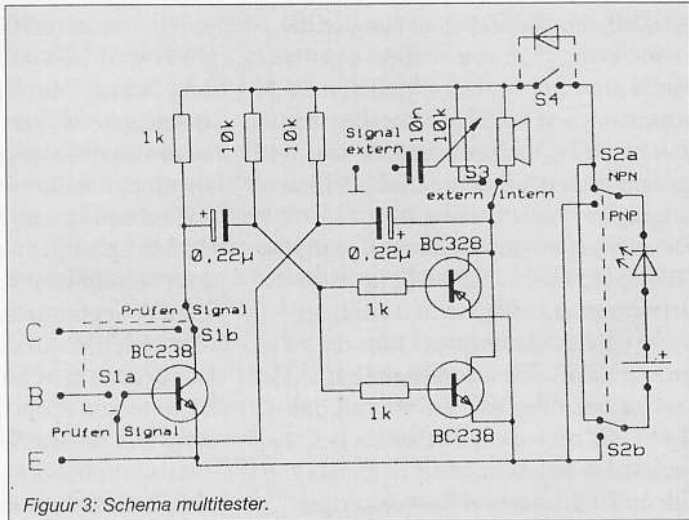 S4
1k
10k
10k
Signal
extern
10n
10k
S3
extern
intern
S2a
NPN
PNP
+
0,22µ
0,22µ
+
BC328
Prüfen
Signal
1k
C
S1b
BC238
B
S1a
+
1k
BC238
Prüfen
Signal
E
S2b
Figuur 3: Schema multitester.